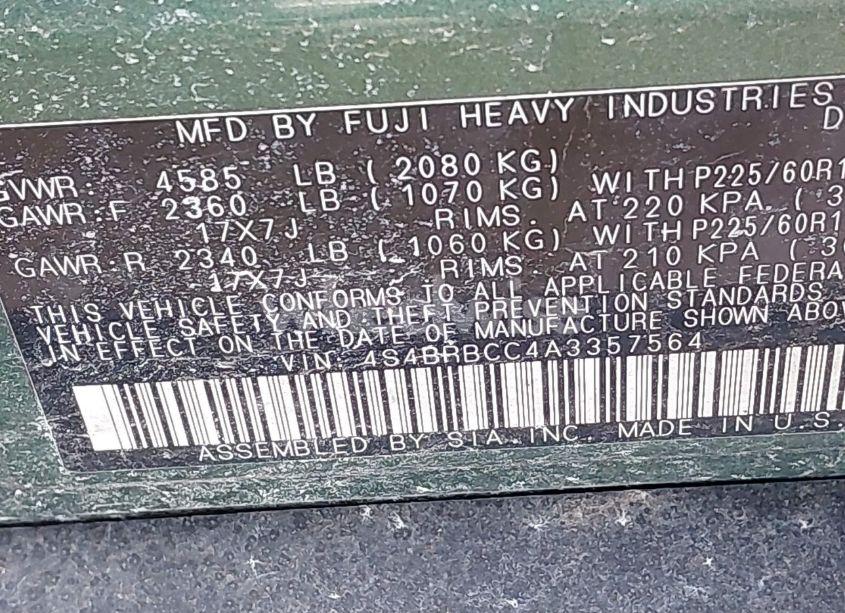 MFD BY FUJI HEAVY INDUSTRIES
D
GVWR: 4585 LB ( 2080 KG)
GAWR:F 2360 LB ( 1070 KG) WITH P225/60R1
17X7J RIMS. AT 220 KPA ( 3
GAWR:R 2340 LB ( 1060 KG) WITH P225/60R1
17X7J RIMS. AT 210 KPA ( 30
THIS VEHICLE CONFORMS TO ALL APPLICABLE FEDERA
VEHICLE SAFETY AND THEFT PREVENTION STANDARDS
IN EFFECT ON THE DATE OF MANUFACTURE SHOWN ABOV
VIN: 4S4BRBCC4A3357564
ASSEMBLED BY SIA INC. MADE IN U.S.